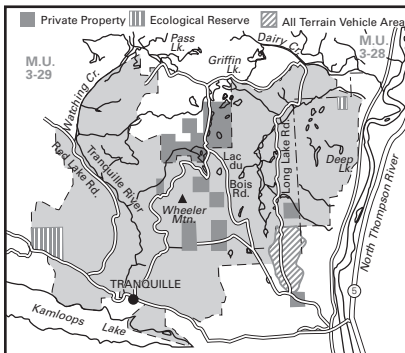 Private Property
Ecological Reserve
All Terrain Vehicle Area
M.U.
3-29
Pass
Lk.
Griffin
Lk.
Dairy C.
M.U.
3-28
Watching Cr.
Red Lake Rd.
Tranquille
River
Lac
du
Bois
Rd.
Long Lake Rd.
Deep
Lk.
Wheeler
Mtn.
North Thompson River
TRANQUILLE
Kamloops
Lake
5